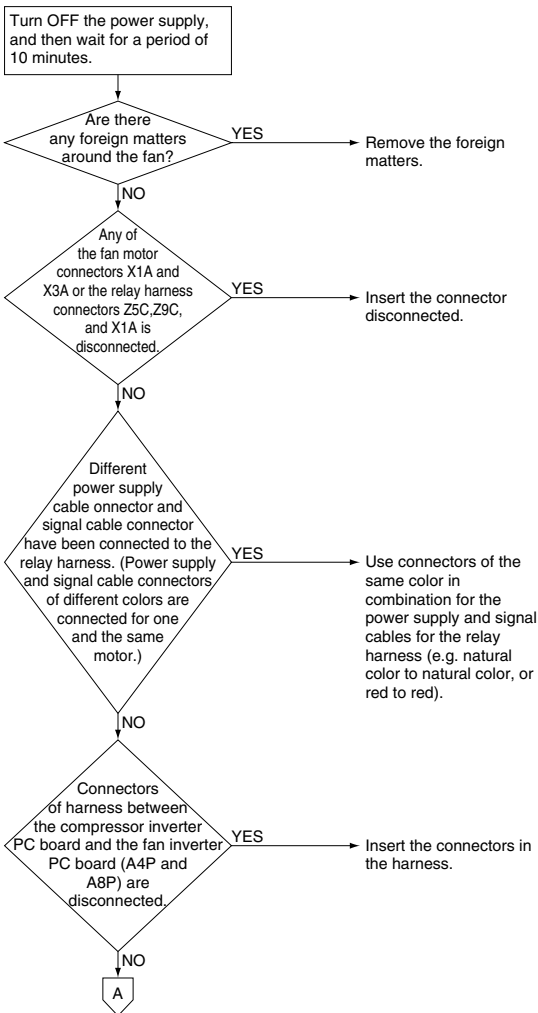 Turn OFF the power supply,
and then wait for a period of
10 minutes.
Are there
any foreign matters
around the fan?
YES
Remove the foreign
matters.
NO
Any of
the fan motor
connectors X1A and
X3A or the relay harness
connectors Z5C,Z9C,
and X1A is
disconnected.
YES
Insert the connector
disconnected.
NO
Different
power supply
cable onnector and
signal cable connector
have been connected to the
relay harness. (Power supply
and signal cable connectors
of different colors are
connected for one
and the same
motor.)
YES
Use connectors of the
same color in
combination for the
power supply and signal
cables for the relay
harness (e.g. natural
color to natural color, or
red to red).
NO
Connectors
of harness between
the compressor inverter
PC board and the fan inverter
PC board (A4P and
A8P) are
disconnected.
YES
Insert the connectors in
the harness.
NO
A